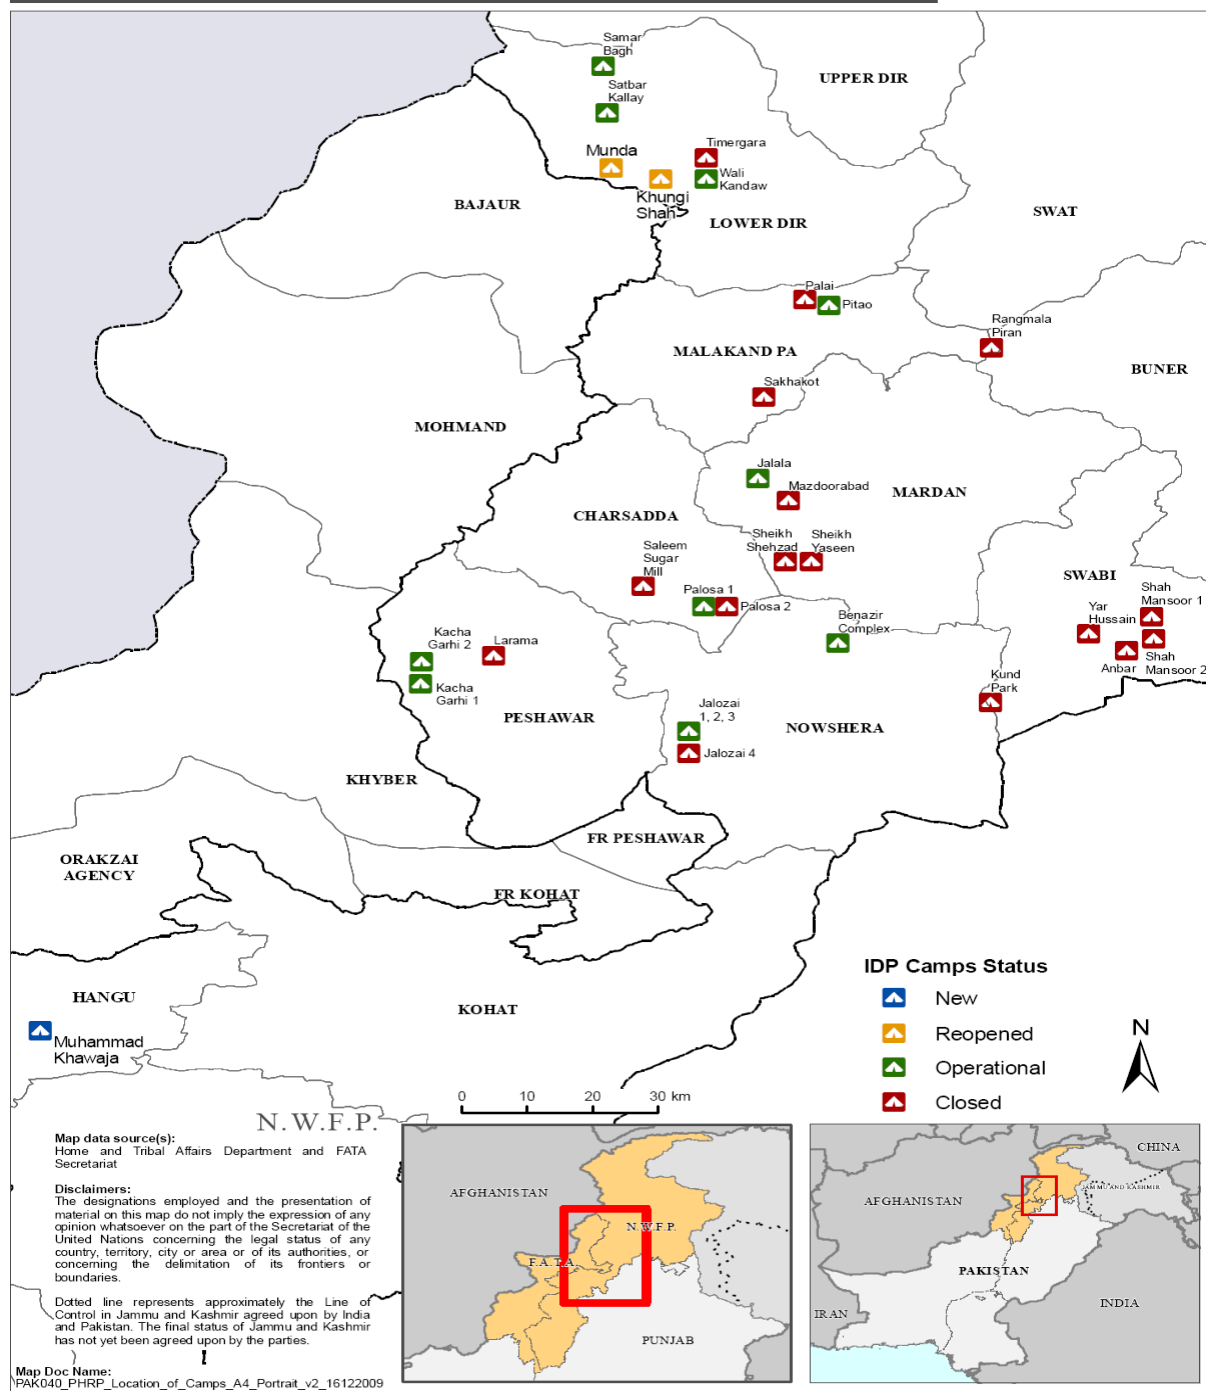 Samar
Bagh
UPPER DIR
Satbar
Kallay
Timergara
Munda
Wali
Kandaw
Khungi
Shah
BAJAUR
SWAT
LOWER DIR
Palai
Pitao
Rangmala
Piran
MALAKAND PA
BUNER
Sakhakot
MOHMAND
Jalala
Mazdoorabad
MARDAN
CHARSADDA
Sheikh
Shehzad
Sheikh
Yaseen
Saleem
Sugar
Mill
SWABI
Palosa 1
Palosa 2
Shah
Mansoor 1
Yar
Hussain
Benazir
Complex
Kacha
Garhi 2
Larama
Anbar
Shah
Mansoor 2
Kacha
Garhi 1
Kund
Park
PESHAWAR
Jalozai
1, 2, 3
NOWSHERA
Jalozai 4
KHYBER
FR PESHAWAR
ORAKZAI
AGENCY
FR KOHAT
HANGU
KOHAT
Muhammad
Khawaja
IDP Camps Status
New
Reopened
Operational
Closed
N
0 10 20 30 km
N.W.F.P.
Map data source(s):
Home and Tribal Affairs Department and FATA
Secretariat
Disclaimers:
The designations employed and the presentation of
material on this map do not imply the expression of any
opinion whatsoever on the part of the Secretariat of the
United Nations concerning the legal status of any
country, territory, city or area or of its authorities, or
concerning the delimitation of its frontiers or
boundaries.
Dotted line represents approximately the Line of
Control in Jammu and Kashmir agreed upon by India
and Pakistan. The final status of Jammu and Kashmir
has not yet been agreed upon by the parties.
Map Doc Name:
PAK040_PHRP_Location_of_Camps_A4_Portrait_v2_16122009
AFGHANISTAN
N.W.F.P.
F.A.T.A.
PUNJAB
CHINA
JAMMU AND KASHMIR
AFGHANISTAN
PAKISTAN
IRAN
INDIA